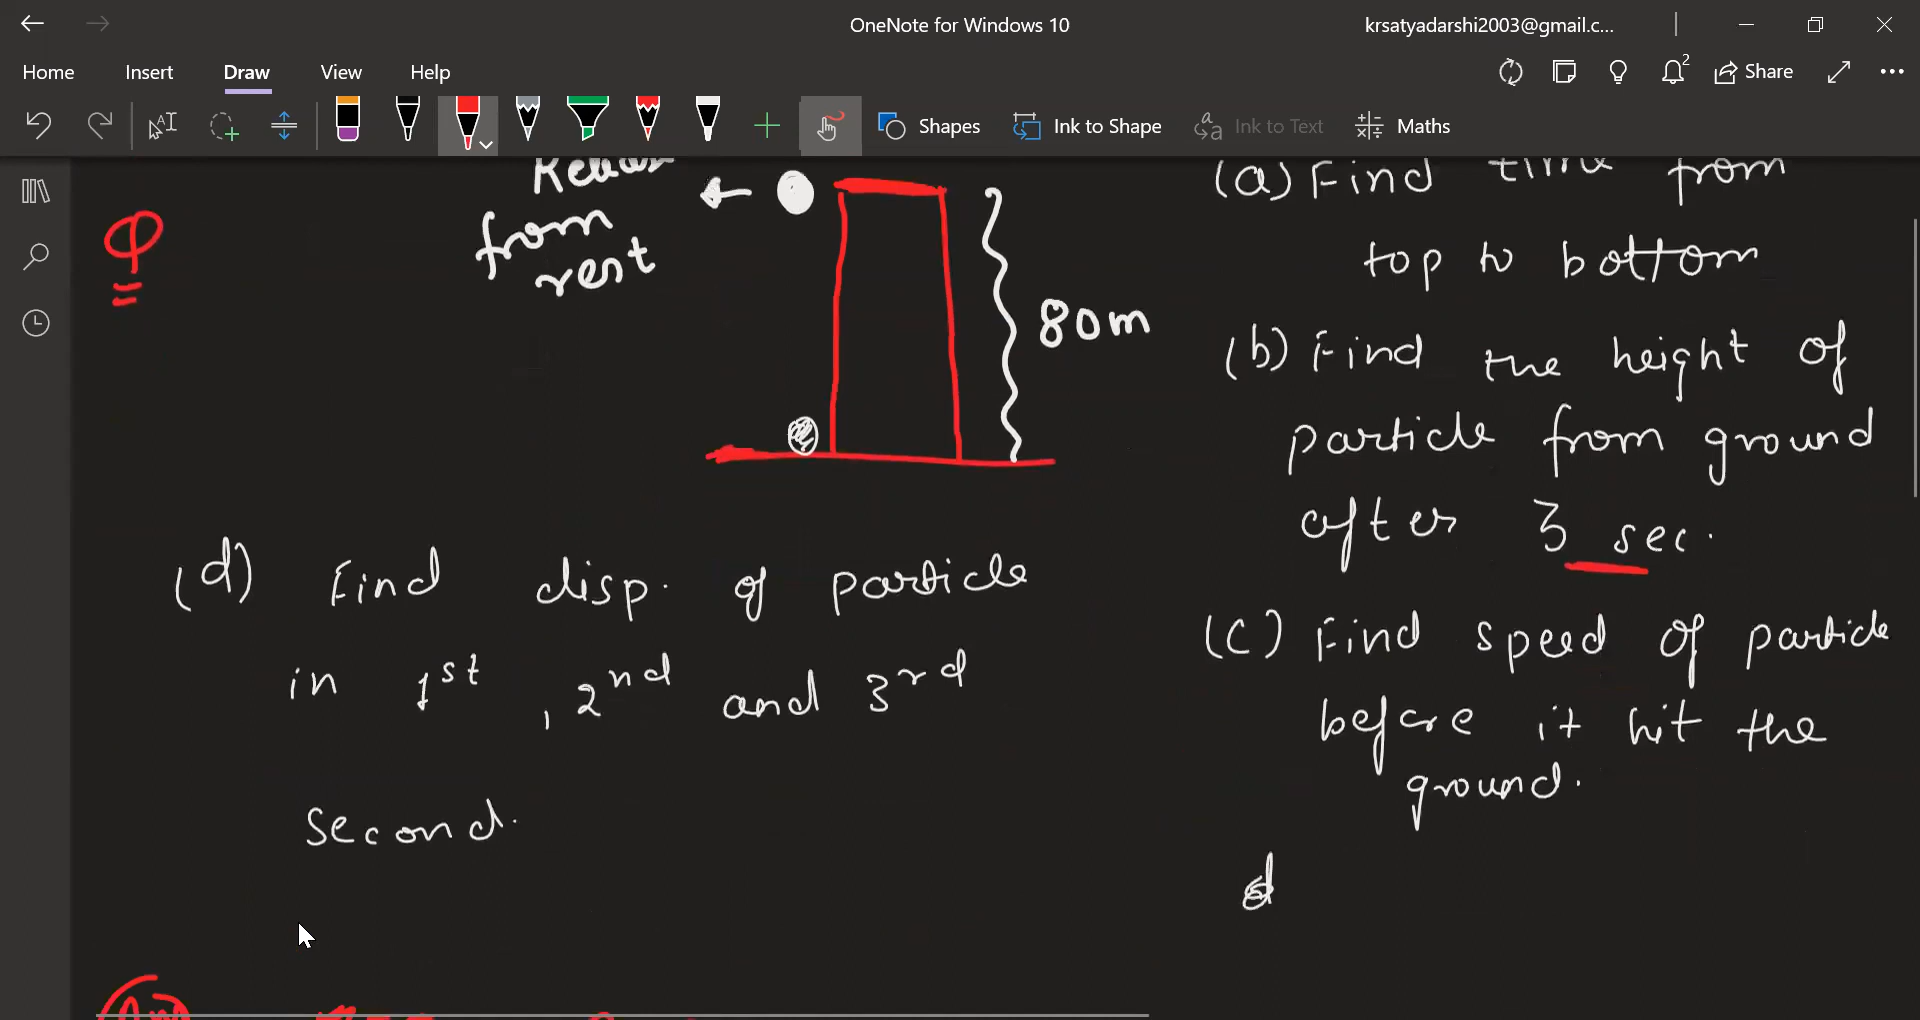 OneNote for Windows 10
krsatyadarshi2003@gmail.c...
Home Insert Draw View Help
2 Share
Shapes Ink to Shape Ink to Text Maths
from
rest
80m
(a) Find time from
top to bottom
(b) Find the height of
particle from ground
after 3 sec.
(c) Find speed of particle
before it hit the
ground.
d
Q
(d) Find disp. of particle
in 1st, 2nd and 3rd
second.